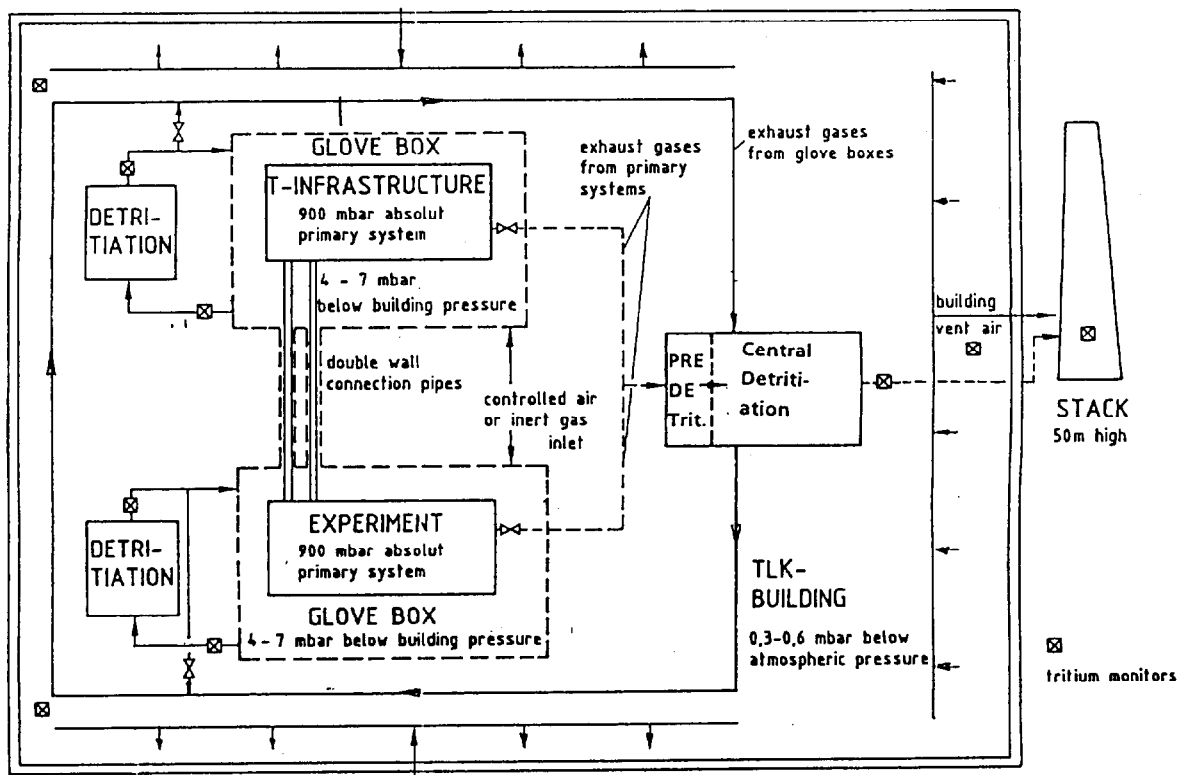 GLOVE BOX
T-INFRASTRUCTURE
900 mbar absolut
primary system
DETRI-
TIATION
4 - 7 mbar
below building pressure
double wall
connection pipes
controlled air
or inert gas
inlet
exhaust gases
from primary
systems
exhaust gases
from glove boxes
PRE
DE
Trit.
Central
Detriti-
ation
building
vent air
STACK
50m high
DETRI-
TIATION
EXPERIMENT
900 mbar absolut
primary system
GLOVE BOX
4 - 7 mbar below building pressure
TLK-
BUILDING
0,3-0,6 mbar below
atmospheric pressure
tritium monitors